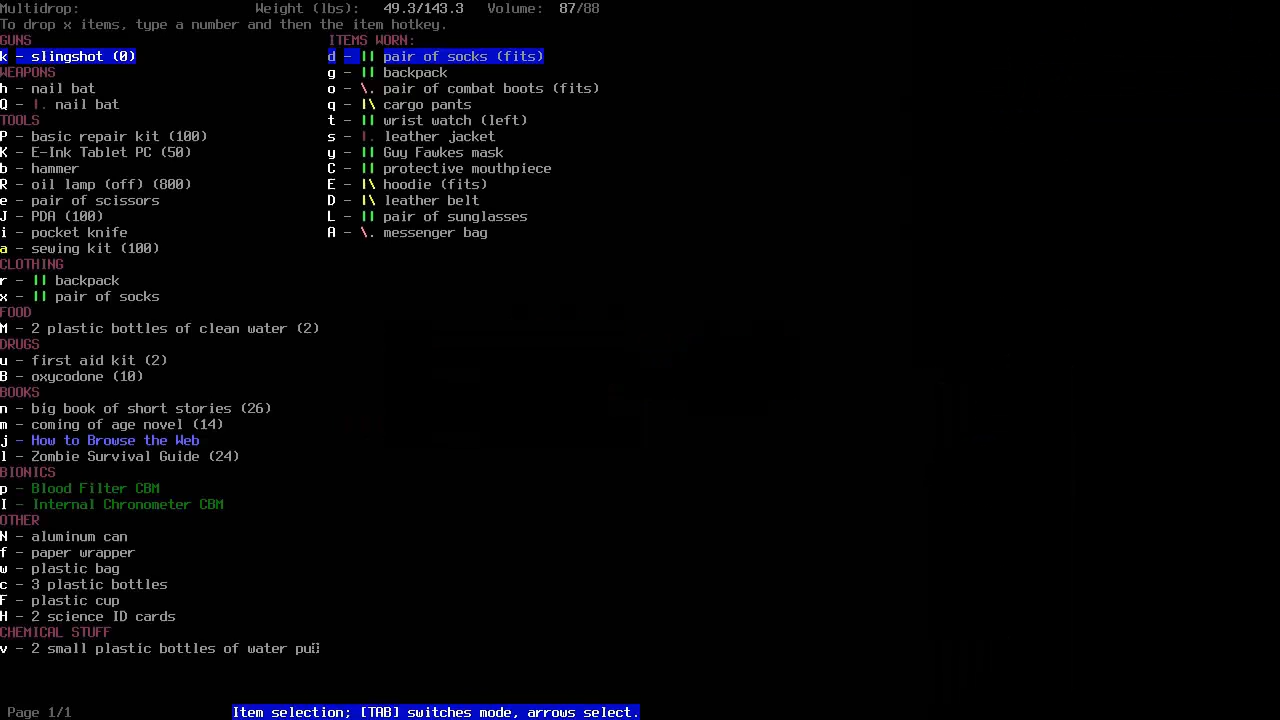 Multidrop: Weight (lbs): 49.3/143.3 Volume: 87/88
To drop x items, type a number and then the item hotkey.
GUNS
k - slingshot (0)
WEAPONS
h - nail bat
Q - |. nail bat
TOOLS
P - basic repair kit (100)
K - E-Ink Tablet PC (50)
b - hammer
R - oil lamp (off) (800)
e - pair of scissors
J - PDA (100)
i - pocket knife
a - sewing kit (100)
CLOTHING
r - || backpack
x - || pair of socks
FOOD
M - 2 plastic bottles of clean water (2)
DRUGS
u - first aid kit (2)
B - oxycodone (10)
BOOKS
n - big book of short stories (26)
m - coming of age novel (14)
j - How to Browse the Web
l - Zombie Survival Guide (24)
BIONICS
p - Blood Filter CBM
I - Internal Chronometer CBM
OTHER
N - aluminum can
f - paper wrapper
w - plastic bag
c - 3 plastic bottles
F - plastic cup
H - 2 science ID cards
CHEMICAL STUFF
v - 2 small plastic bottles of water pu
ITEMS WORN:
d - || pair of socks (fits)
g - || backpack
o - \. pair of combat boots (fits)
q - |\ cargo pants
t - || wrist watch (left)
s - |. leather jacket
y - || Guy Fawkes mask
C - || protective mouthpiece
E - |\ hoodie (fits)
D - |\ leather belt
L - || pair of sunglasses
A - \. messenger bag
Page 1/1
Item selection; [TAB] switches mode, arrows select.